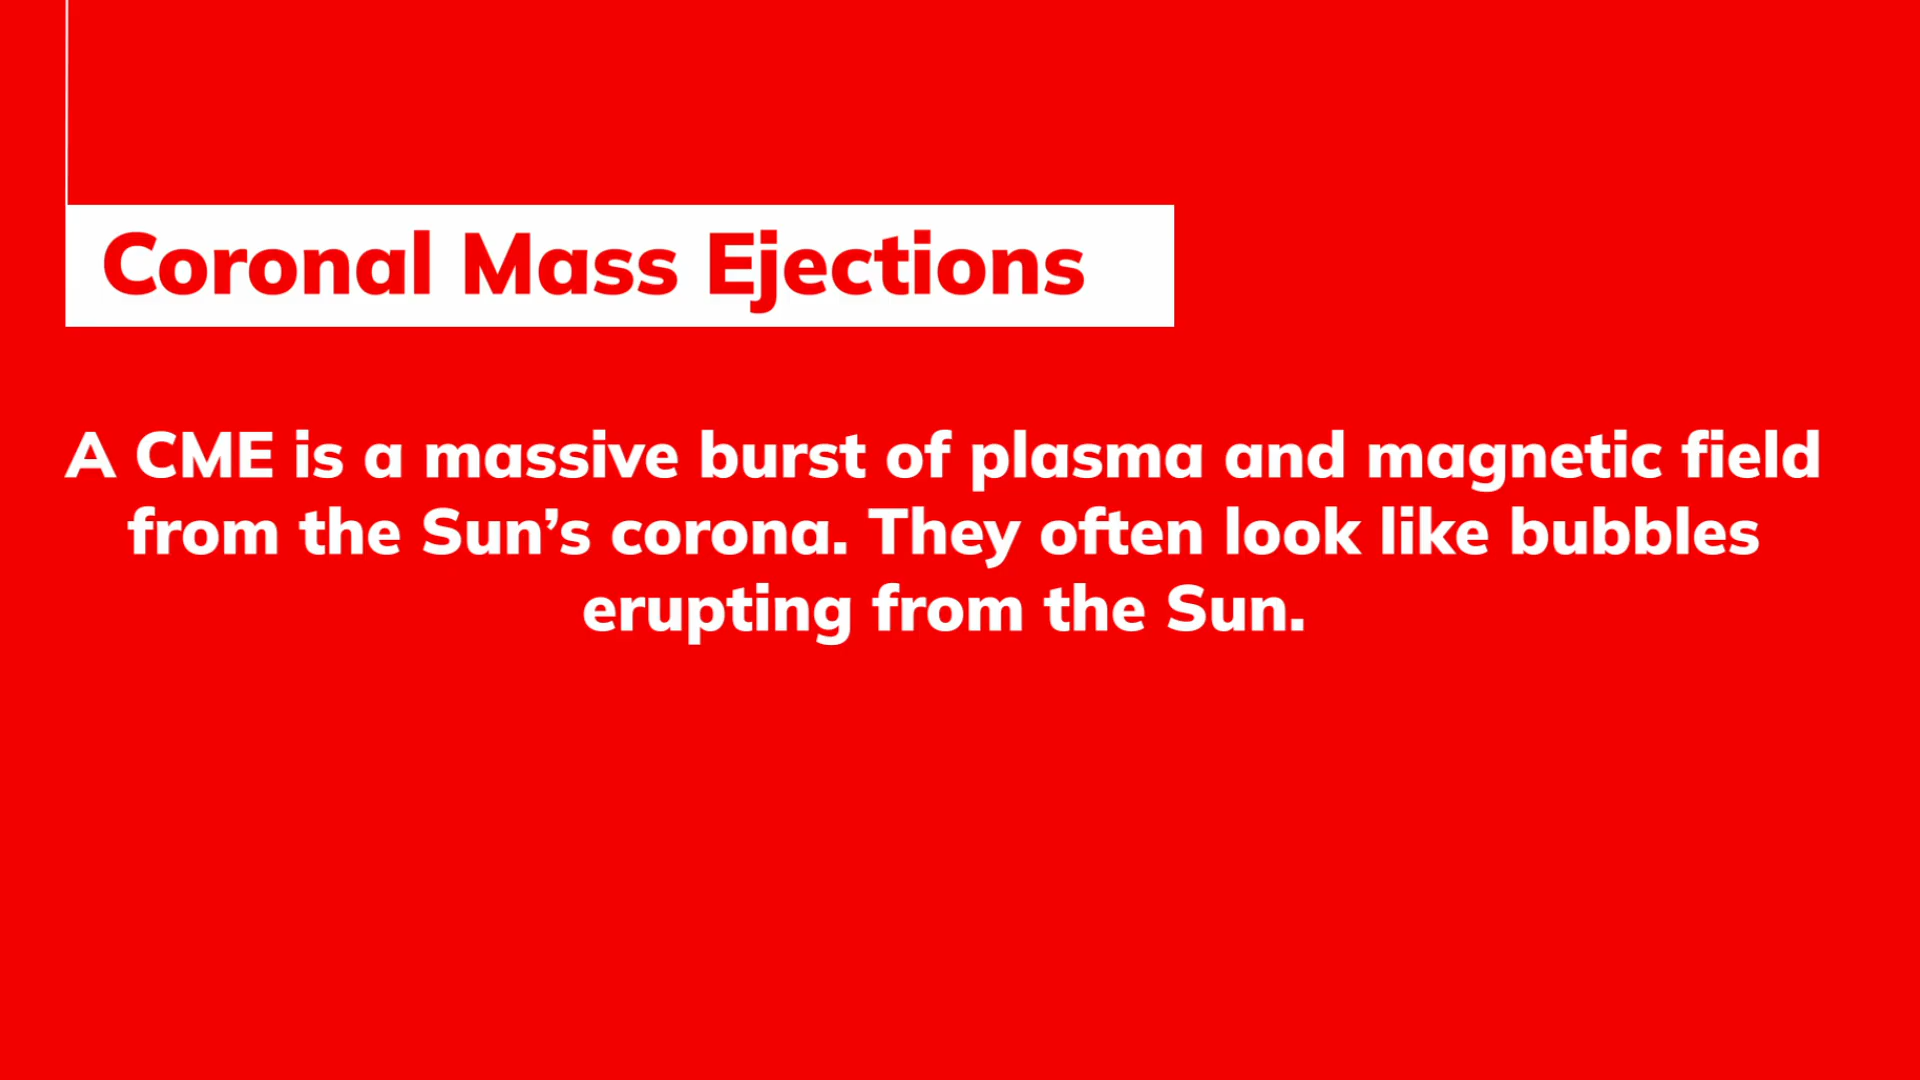 Coronal Mass Ejections
A CME is a massive burst of plasma and magnetic field
from the Sun’s corona. They often look like bubbles
erupting from the Sun.